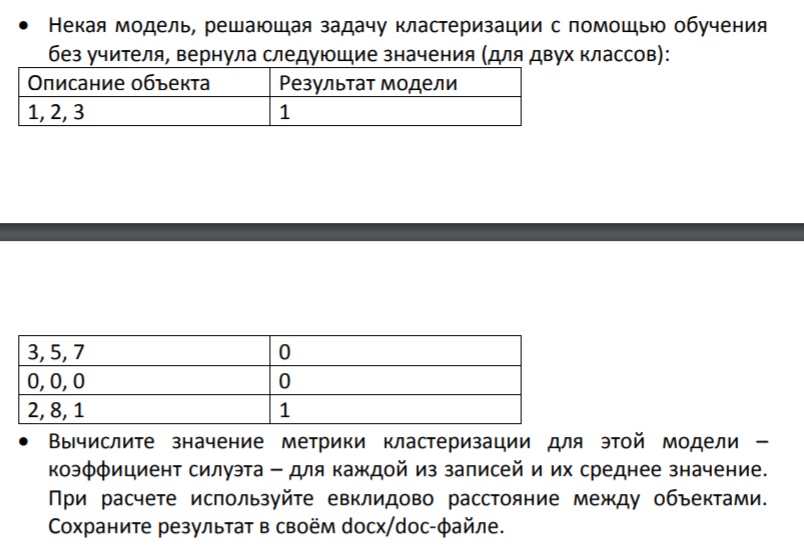 • Некая модель, решающая задачу кластеризации с помощью обучения
без учителя, вернула следующие значения (для двух классов):
Описание объекта Результат модели
1, 2, 3 1
3, 5, 7 0
0, 0, 0 0
2, 8, 1 1
• Вычислите значение метрики кластеризации для этой модели –
коэффициент силуэта – для каждой из записей и их среднее значение.
При расчете используйте евклидово расстояние между объектами.
Сохраните результат в своём docx/doc-файле.